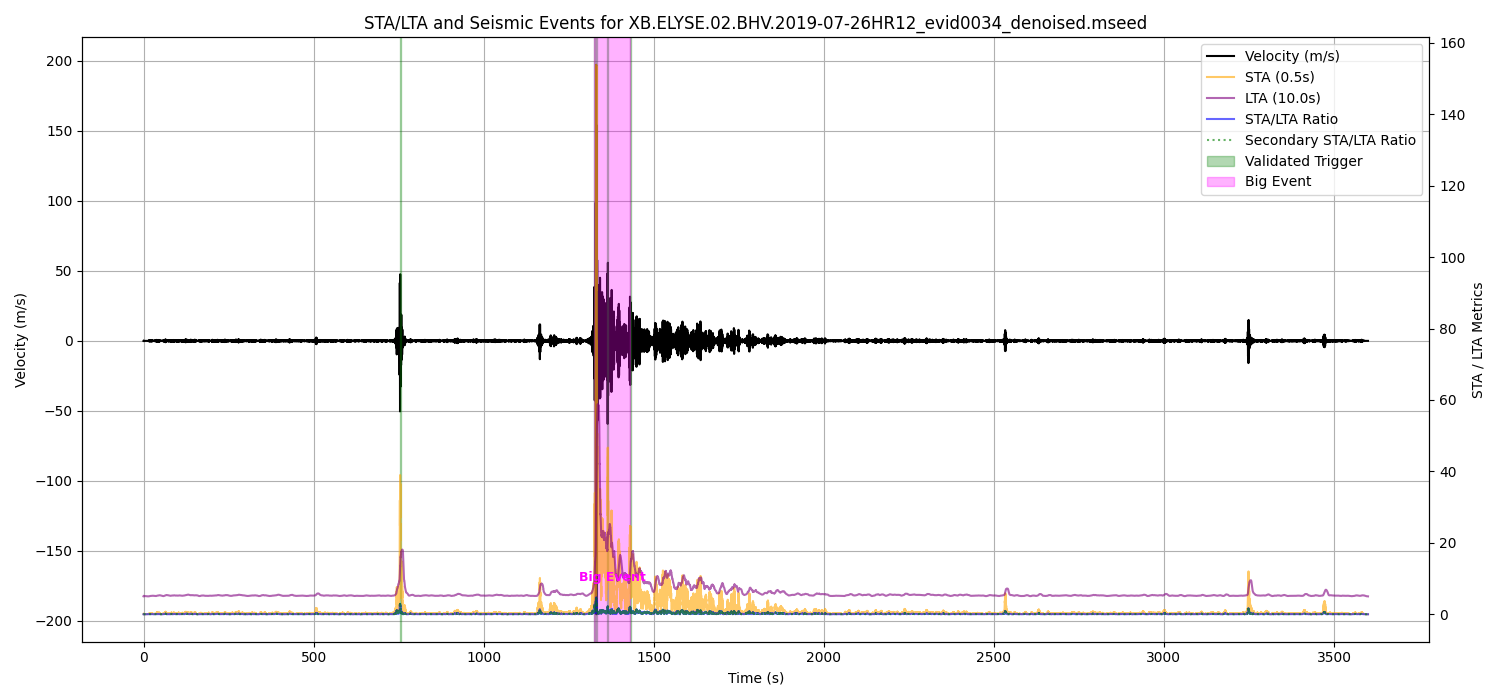 STA/LTA and Seismic Events for XB.ELYSE.02.BHV.2019-07-26HR12_evid0034_denoised.mseed
Velocity (m/s)
STA (0.5s)
LTA (10.0s)
STA/LTA Ratio
Secondary STA/LTA Ratio
Validated Trigger
Big Event
Velocity (m/s)
200
150
100
50
0
−50
−100
−150
−200
160
140
120
100
80
60
40
20
0
STA / LTA Metrics
Big Event
0
500
1000
1500
2000
2500
3000
3500
Time (s)